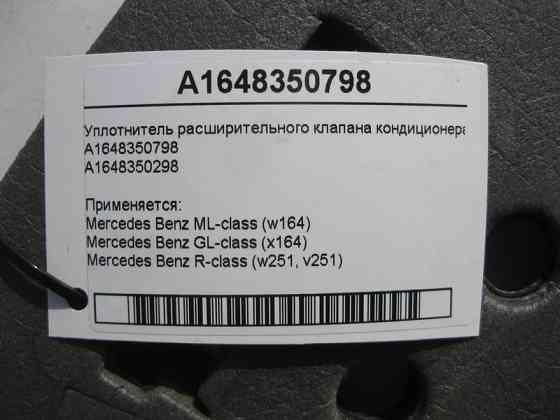 A1648350798
Уплотнитель расширительного клапана кондиционера
A1648350798
A1648350298
Применяется:
Mercedes Benz ML-class (w164)
Mercedes Benz GL-class (x164)
Mercedes Benz R-class (w251, v251)